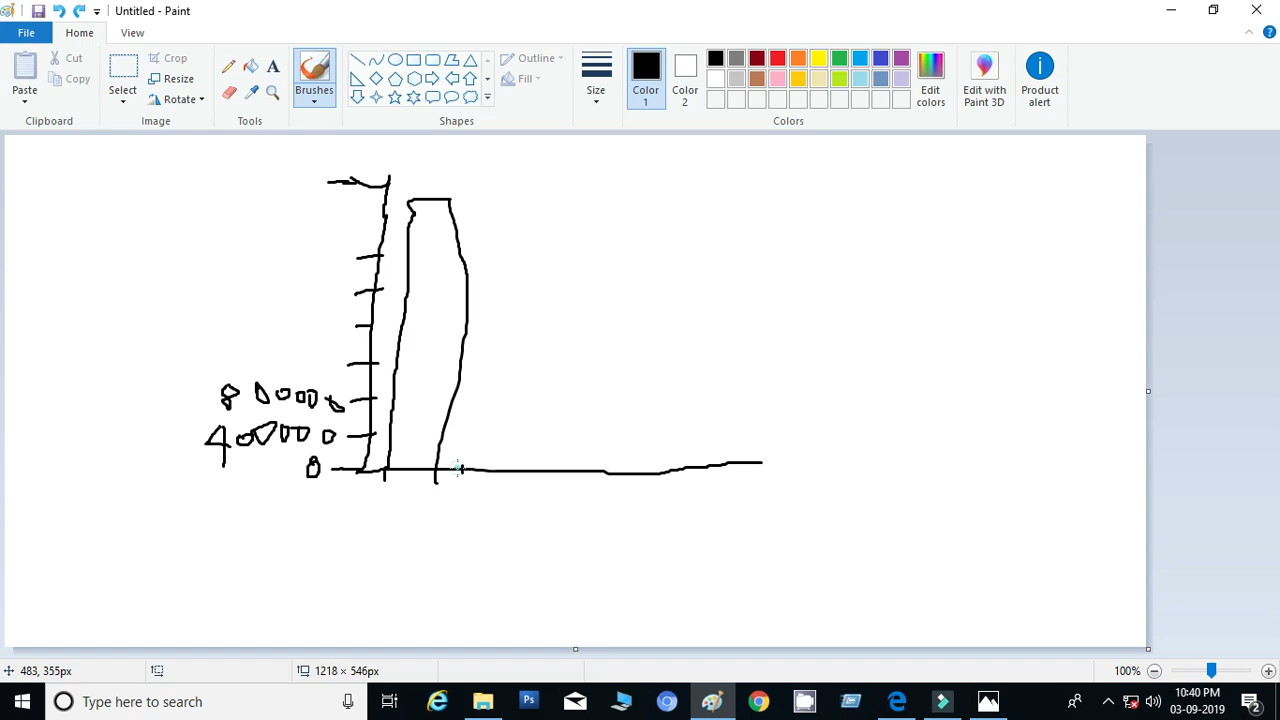 Untitled - Paint
File Home View
Paste
Cut
Copy
Clipboard
Select
Crop
Resize
Rotate
Image
Tools
Brushes
Outline
Fill
Shapes
Size
Color 1
Color 2
Edit colors
Colors
Edit with Paint 3D
Product alert
80000
400000
0
483, 355px
1218 × 546px
100%
Type here to search
10:40 PM
03-09-2019
2